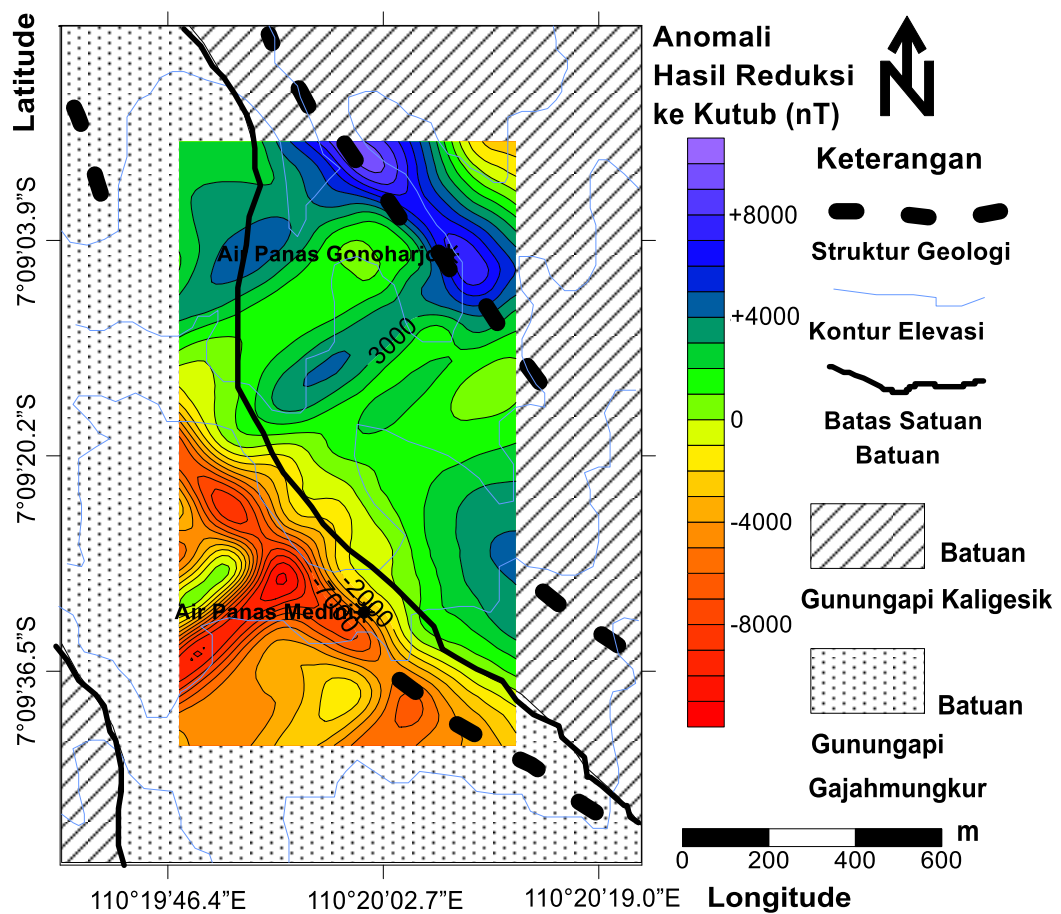 Latitude
7°09'03.9"S
7°09'20.2"S
7°09'36.5"S
Air Panas Gonoharjo
3000
-2000
-7000
Air Panas Medini
110°19'46.4"E
110°20'02.7"E
110°20'19.0"E
Longitude
Anomali
Hasil Reduksi
ke Kutub (nT)
+8000
+4000
0
-4000
-8000
N
Keterangan
Struktur Geologi
Kontur Elevasi
Batas Satuan
Batuan
Batuan
Gunungapi Kaligesik
Batuan
Gunungapi
Gajahmungkur
m
0 200 400 600